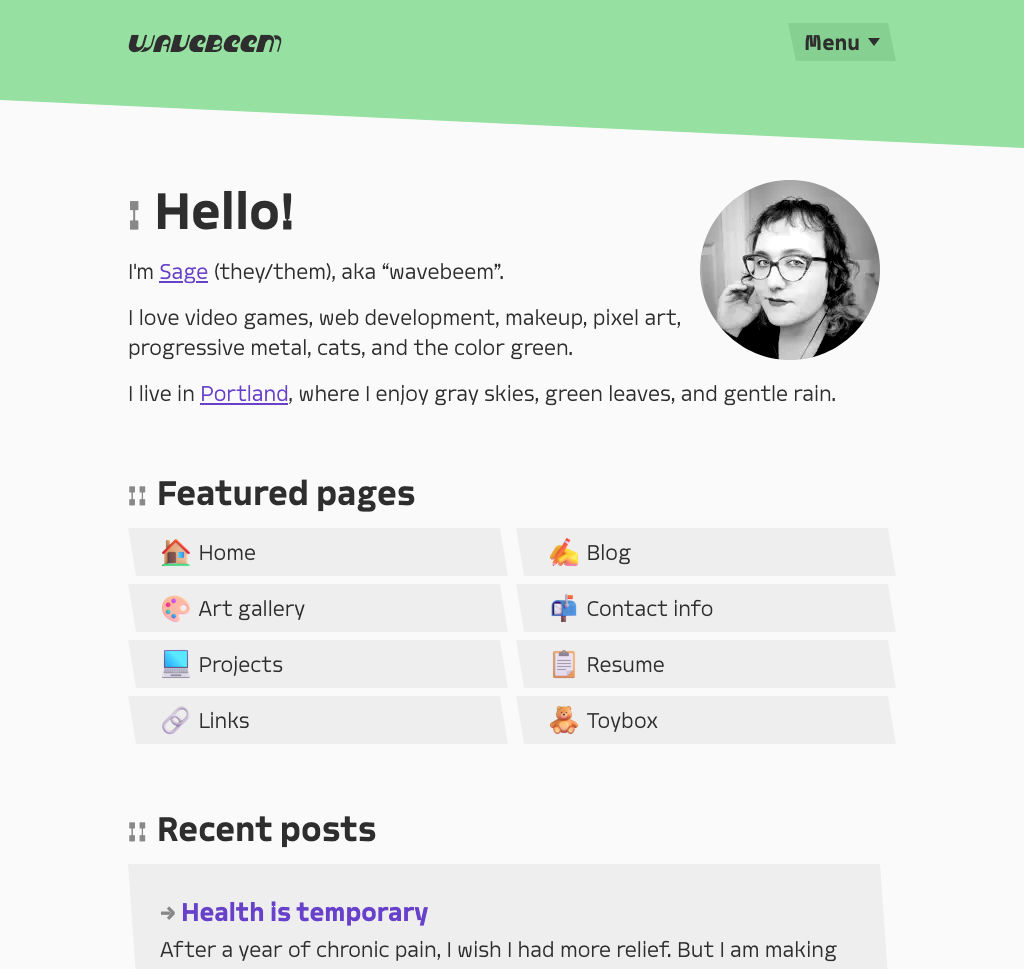 wavebeem
Menu
Hello!
I'm Sage (they/them), aka “wavebeem”.
I love video games, web development, makeup, pixel art,
progressive metal, cats, and the color green.
I live in Portland, where I enjoy gray skies, green leaves, and gentle rain.
Featured pages
Home
Blog
Art gallery
Contact info
Projects
Resume
Links
Toybox
Recent posts
Health is temporary
After a year of chronic pain, I wish I had more relief. But I am making